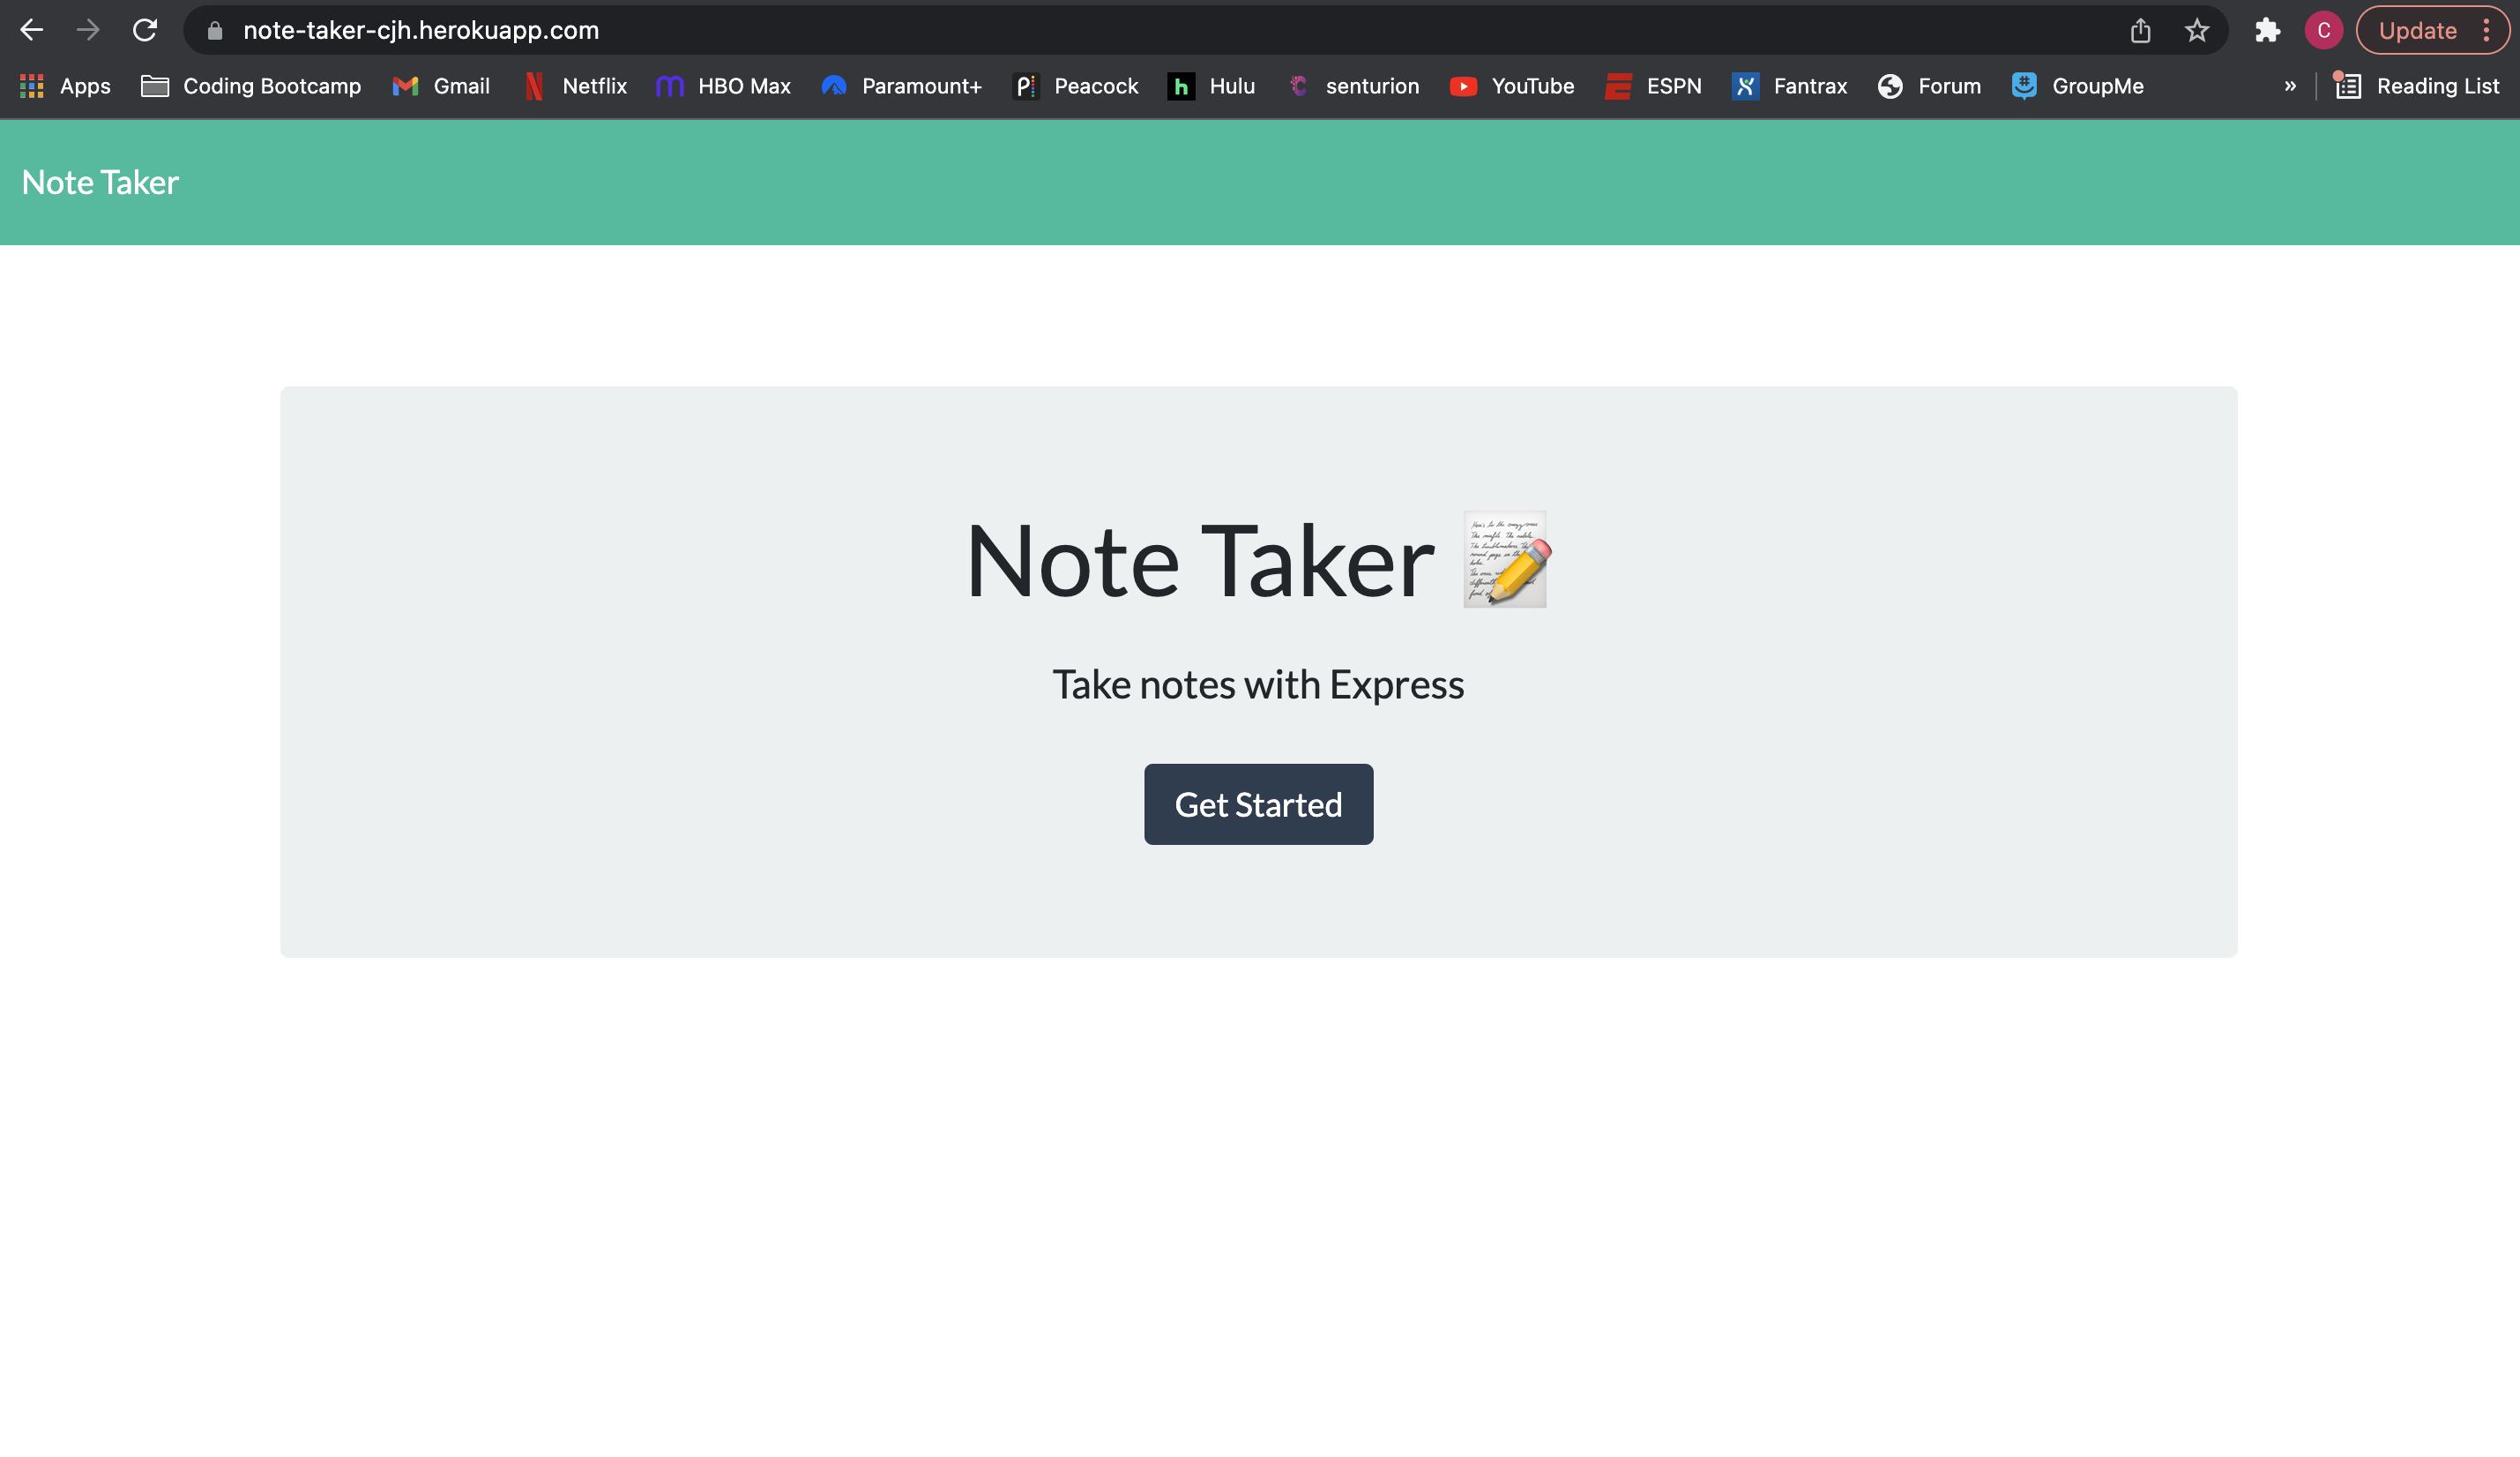 note-taker-cjh.herokuapp.com
C
Update
Apps Coding Bootcamp Gmail Netflix HBO Max Paramount+ Peacock Hulu senturion YouTube ESPN Fantrax Forum GroupMe » Reading List
Note Taker
Note Taker
Take notes with Express
Get Started